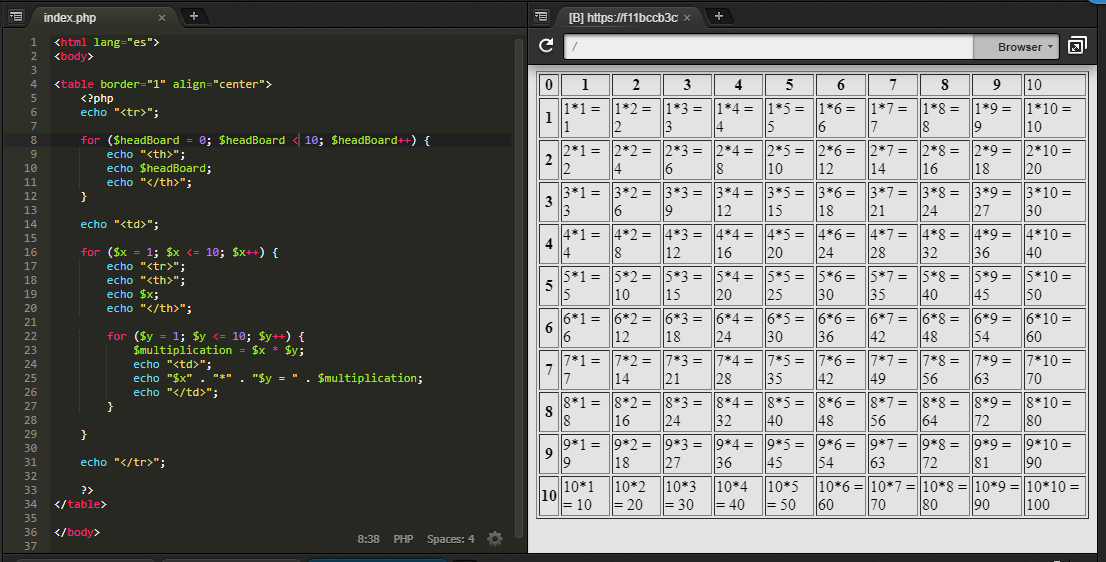 index.php × +
1 <html lang="es">
2 <body>
3
4 <table border="1" align="center">
5 <?php
6 echo "<tr>";
7
8 for ($headBoard = 0; $headBoard < 10; $headBoard++) {
9 echo "<th>";
10 echo $headBoard;
11 echo "</th>";
12 }
13
14 echo "<td>";
15
16 for ($x = 1; $x <= 10; $x++) {
17 echo "<tr>";
18 echo "<th>";
19 echo $x;
20 echo "</th>";
21
22 for ($y = 1; $y <= 10; $y++) {
23 $multiplication = $x * $y;
24 echo "<td>";
25 echo "$x" . "*" . "$y = " . $multiplication;
26 echo "</td>";
27 }
28
29 }
30
31 echo "</tr>";
32
33 ?>
34 </table>
35
36 </body>
37
8:38 PHP Spaces: 4
[B] https://f11bccb3c × +
/ Browser
0 1 2 3 4 5 6 7 8 9 10
1 1*1 = 1*2 = 1*3 = 1*4 = 1*5 = 1*6 = 1*7 = 1*8 = 1*9 = 1*10 =
1 2 3 4 5 6 7 8 9 10
2 2*1 = 2*2 = 2*3 = 2*4 = 2*5 = 2*6 = 2*7 = 2*8 = 2*9 = 2*10 =
2 4 6 8 10 12 14 16 18 20
3 3*1 = 3*2 = 3*3 = 3*4 = 3*5 = 3*6 = 3*7 = 3*8 = 3*9 = 3*10 =
3 6 9 12 15 18 21 24 27 30
4 4*1 = 4*2 = 4*3 = 4*4 = 4*5 = 4*6 = 4*7 = 4*8 = 4*9 = 4*10 =
4 8 12 16 20 24 28 32 36 40
5 5*1 = 5*2 = 5*3 = 5*4 = 5*5 = 5*6 = 5*7 = 5*8 = 5*9 = 5*10 =
5 10 15 20 25 30 35 40 45 50
6 6*1 = 6*2 = 6*3 = 6*4 = 6*5 = 6*6 = 6*7 = 6*8 = 6*9 = 6*10 =
6 12 18 24 30 36 42 48 54 60
7 7*1 = 7*2 = 7*3 = 7*4 = 7*5 = 7*6 = 7*7 = 7*8 = 7*9 = 7*10 =
7 14 21 28 35 42 49 56 63 70
8 8*1 = 8*2 = 8*3 = 8*4 = 8*5 = 8*6 = 8*7 = 8*8 = 8*9 = 8*10 =
8 16 24 32 40 48 56 64 72 80
9 9*1 = 9*2 = 9*3 = 9*4 = 9*5 = 9*6 = 9*7 = 9*8 = 9*9 = 9*10 =
9 18 27 36 45 54 63 72 81 90
10 10*1 10*2 10*3 10*4 10*5 10*6 = 10*7 = 10*8 = 10*9 = 10*10 =
= 10 = 20 = 30 = 40 = 50 60 70 80 90 100